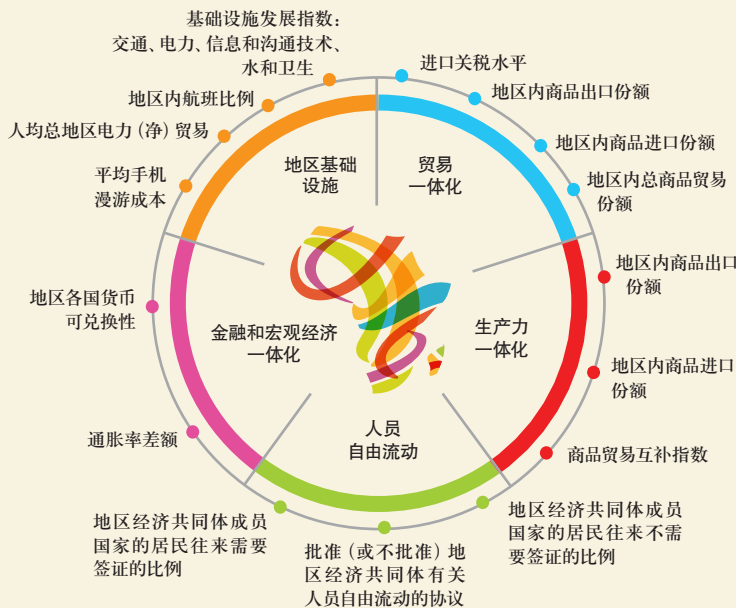 基础设施发展指数：
交通、电力、信息和沟通技术、
水和卫生
地区内航班比例
人均总地区电力（净）贸易
平均手机
漫游成本
地区基础
设施
进口关税水平
地区内商品出口份额
地区内商品进口份额
地区内总商品贸易
份额
贸易
一体化
地区内商品出口
份额
地区内商品进口
份额
商品贸易互补指数
生产力
一体化
地区各国货币
可兑换性
通胀率差额
金融和宏观经济
一体化
人员
自由流动
地区经济共同体成员
国家的居民往来需要
签证的比例
批准（或不批准）地
区经济共同体有关
人员自由流动的协议
地区经济共同体成员
国家的居民往来不需
要签证的比例